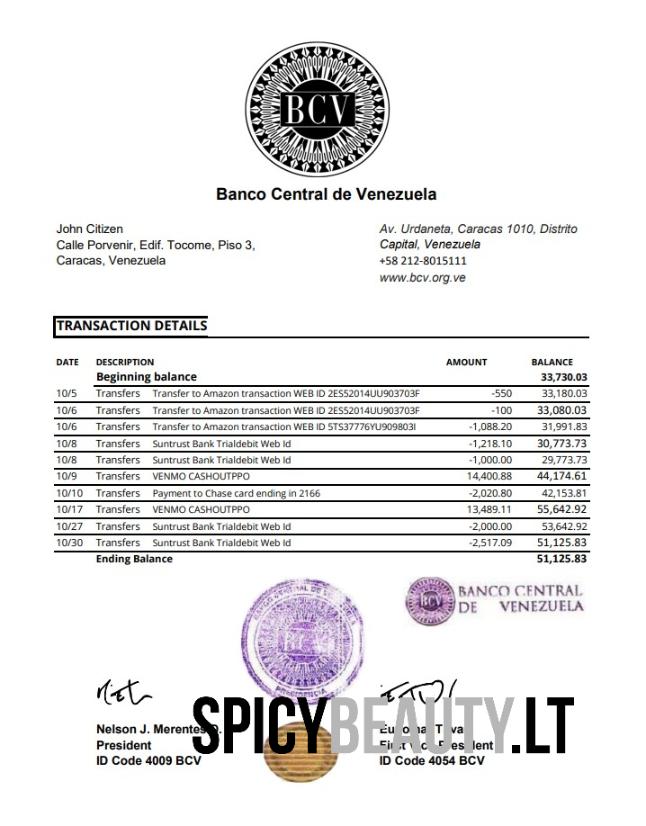 BCV
Banco Central de Venezuela
John Citizen
Calle Porvenir, Edif. Tocome, Piso 3,
Caracas, Venezuela
Av. Urdaneta, Caracas 1010, Distrito
Capital, Venezuela
+58 212-8015111
www.bcv.org.ve
TRANSACTION DETAILS
DATE DESCRIPTION AMOUNT BALANCE
Beginning balance 33,730.03
10/5 Transfers Transfer to Amazon transaction WEB ID 2ES52014UU903703F -550 33,180.03
10/6 Transfers Transfer to Amazon transaction WEB ID 2ES52014UU903703F -100 33,080.03
10/6 Transfers Transfer to Amazon transaction WEB ID 5TS37776YU909803I -1,088.20 31,991.83
10/8 Transfers Suntrust Bank Trialdebit Web Id -1,218.10 30,773.73
10/8 Transfers Suntrust Bank Trialdebit Web Id -1,000.00 29,773.73
10/9 Transfers VENMO CASHOUTPPO 14,400.88 44,174.61
10/10 Transfers Payment to Chase card ending in 2166 -2,020.80 42,153.81
10/17 Transfers VENMO CASHOUTPPO 13,489.11 55,642.92
10/27 Transfers Suntrust Bank Trialdebit Web Id -2,000.00 53,642.92
10/30 Transfers Suntrust Bank Trialdebit Web Id -2,517.09 51,125.83
Ending Balance 51,125.83
BANCO CENTRAL DE VENEZUELA
BCV
PRESIDENCIA
BCV
BANCO CENTRAL
DE VENEZUELA
SPICYBEAUTY.LT
Nelson J. Merentes D.
President
ID Code 4009 BCV
First Vice President
ID Code 4054 BCV